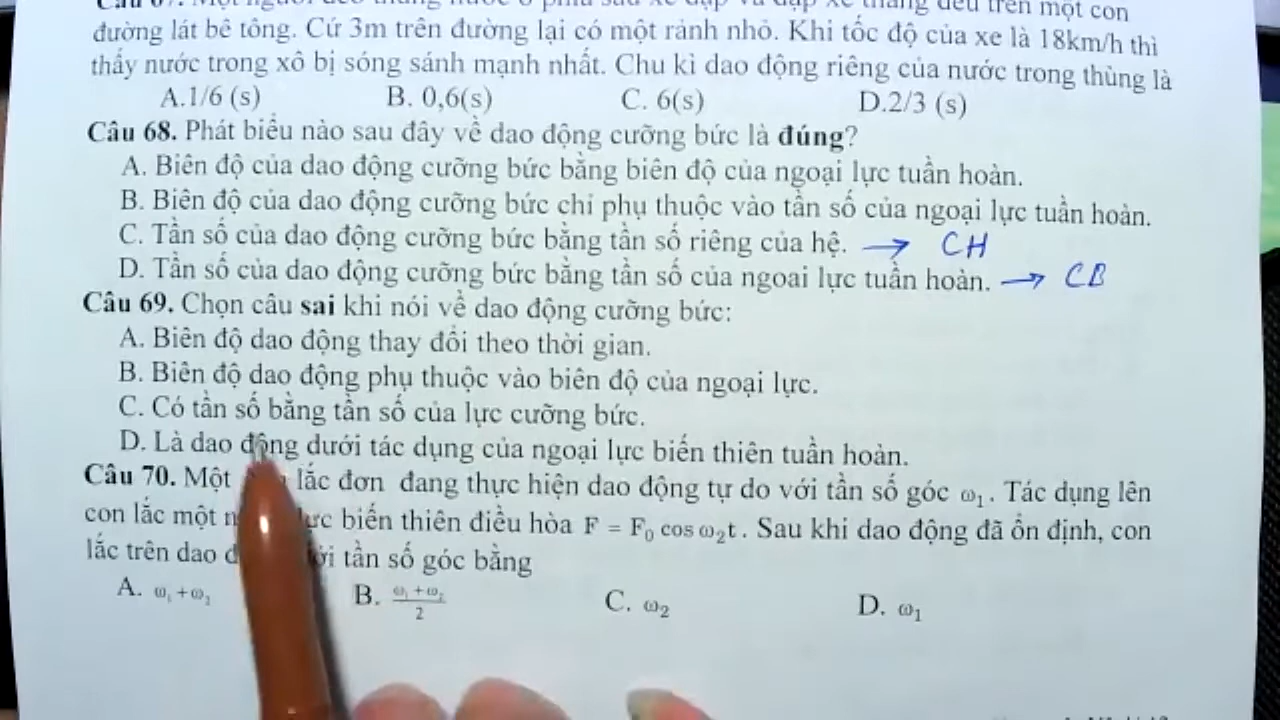 đường lát bê tông. Cứ 3m trên đường lại có một rảnh nhỏ. Khi tốc độ của xe là 18km/h thì
thấy nước trong xô bị sóng sánh mạnh nhất. Chu kì dao động riêng của nước trong thùng là
A.1/6 (s) B. 0,6(s) C. 6(s) D.2/3 (s)
Câu 68. Phát biểu nào sau đây về dao động cưỡng bức là đúng?
A. Biên độ của dao động cưỡng bức bằng biên độ của ngoại lực tuần hoàn.
B. Biên độ của dao động cưỡng bức chỉ phụ thuộc vào tần số của ngoại lực tuần hoàn.
C. Tần số của dao động cưỡng bức bằng tần số riêng của hệ. → CH
D. Tần số của dao động cưỡng bức bằng tần số của ngoai lực tuần hoàn. → CB
Câu 69. Chọn câu sai khi nói về dao động cưỡng bức:
A. Biên độ dao động thay đổi theo thời gian.
B. Biên độ dao động phụ thuộc vào biên độ của ngoại lực.
C. Có tần số bằng tần số của lực cưỡng bức.
D. Là dao động dưới tác dụng của ngoại lực biến thiên tuần hoàn.
Câu 70. Một lắc đơn đang thực hiện dao động tự do với tần số góc ω₁. Tác dụng lên
con lắc một biến thiên điều hòa F = F₀ cos ω₂t. Sau khi dao động đã ổn định, con
lắc trên dao tần số góc bằng
A. ω₁+ω₂ B. (ω₁+ω₂)/2 C. ω₂ D. ω₁